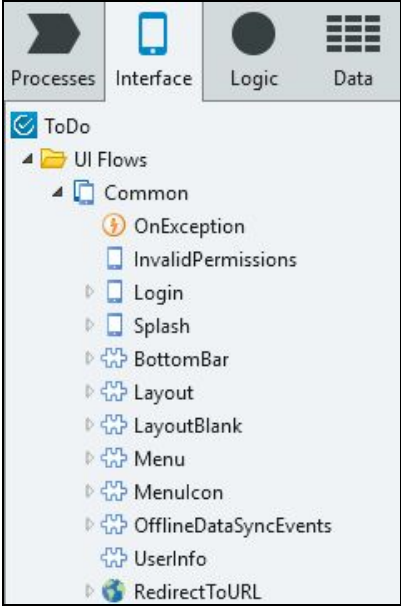 Processes Interface Logic Data
ToDo
UI Flows
Common
OnException
InvalidPermissions
Login
Splash
BottomBar
Layout
LayoutBlank
Menu
MenuIcon
OfflineDataSyncEvents
UserInfo
RedirectToURL